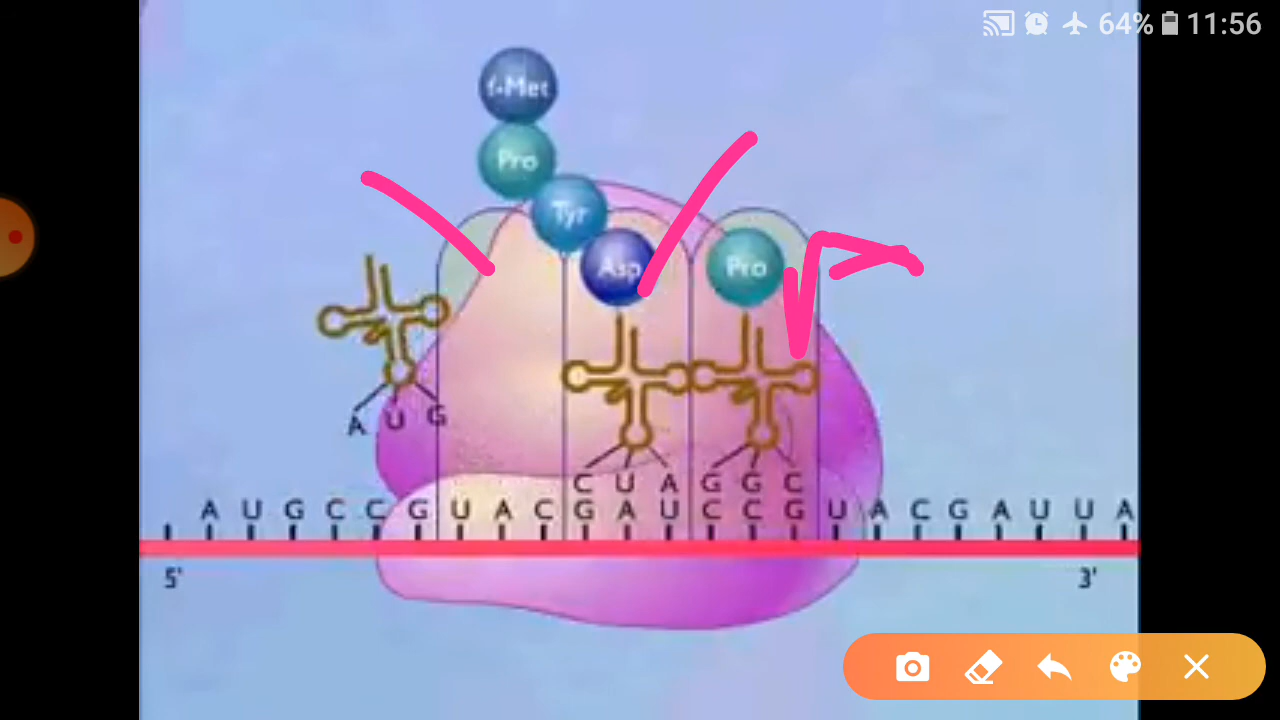 64% 11:56
f-Met
Pro
Tyr
Asp
Pro
A U G
C U A G G C
A U G C C G U A C G A U C C G U A C G A U U A
5' 3'